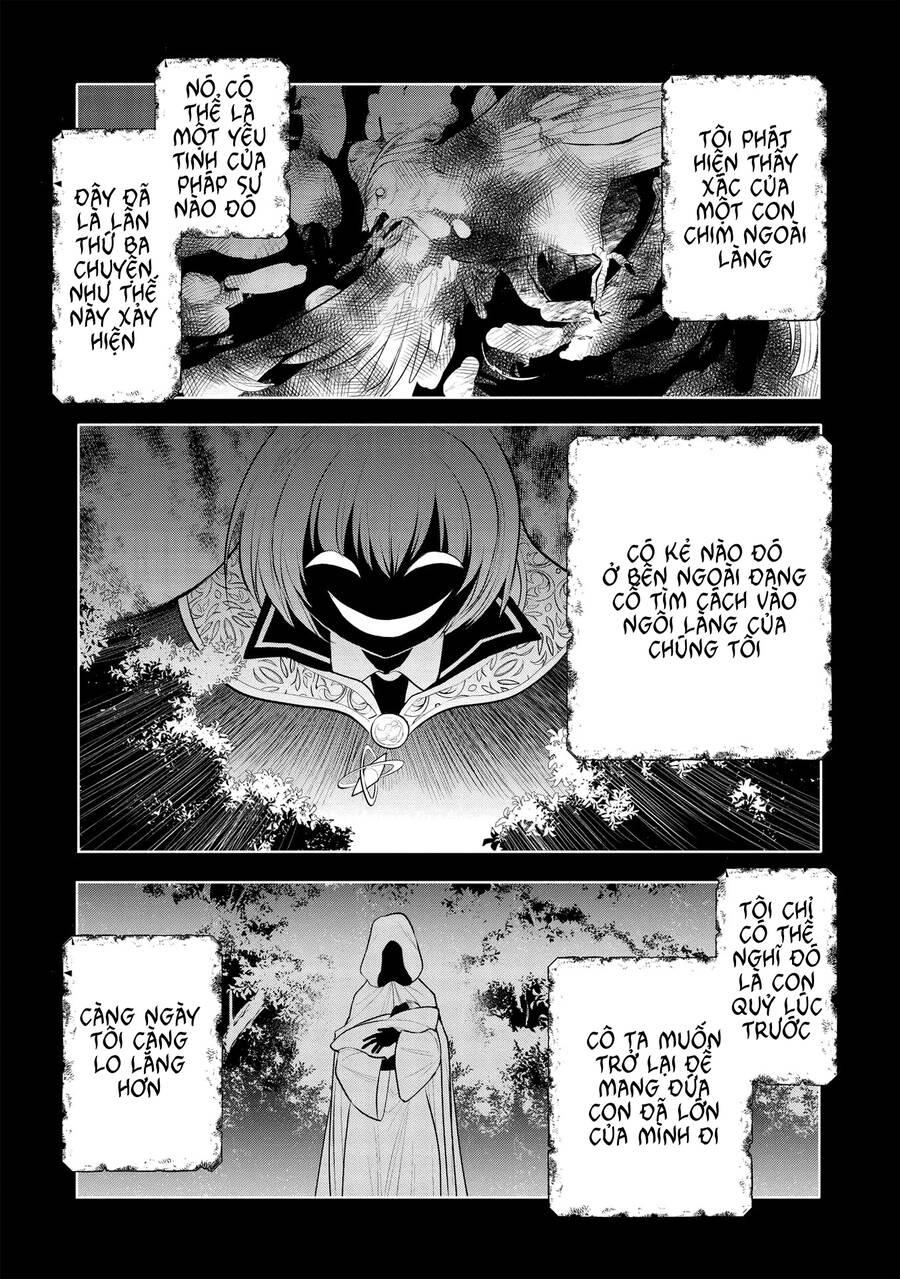 TÔI PHÁT
HIỆN THẤY
XÁC CỦA
MỘT CON
CHIM NGOÀI
LÀNG
NÓ CÓ
THỂ LÀ
MỘT YÊU
TINH CỦA
PHÁP SƯ
NÀO ĐÓ
ĐÂY ĐÃ
LÀ LẦN
THỨ BA
CHUYỆN
NHƯ THẾ
NÀY XẢY
HIỆN
CÓ KẺ NÀO ĐÓ
Ở BÊN NGOÀI ĐANG
CỐ TÌM CÁCH VÀO
NGÔI LÀNG CỦA
CHÚNG TÔI
TÔI CHỈ
CÓ THỂ
NGHĨ ĐÓ
LÀ CON
QUỶ LÚC
TRƯỚC
CÔ TA MUỐN
TRỞ LẠI ĐỂ
MANG ĐỨA
CON ĐÃ LỚN
CỦA MÌNH ĐI
CÀNG NGÀY
TÔI CÀNG
LO LẮNG
HƠN